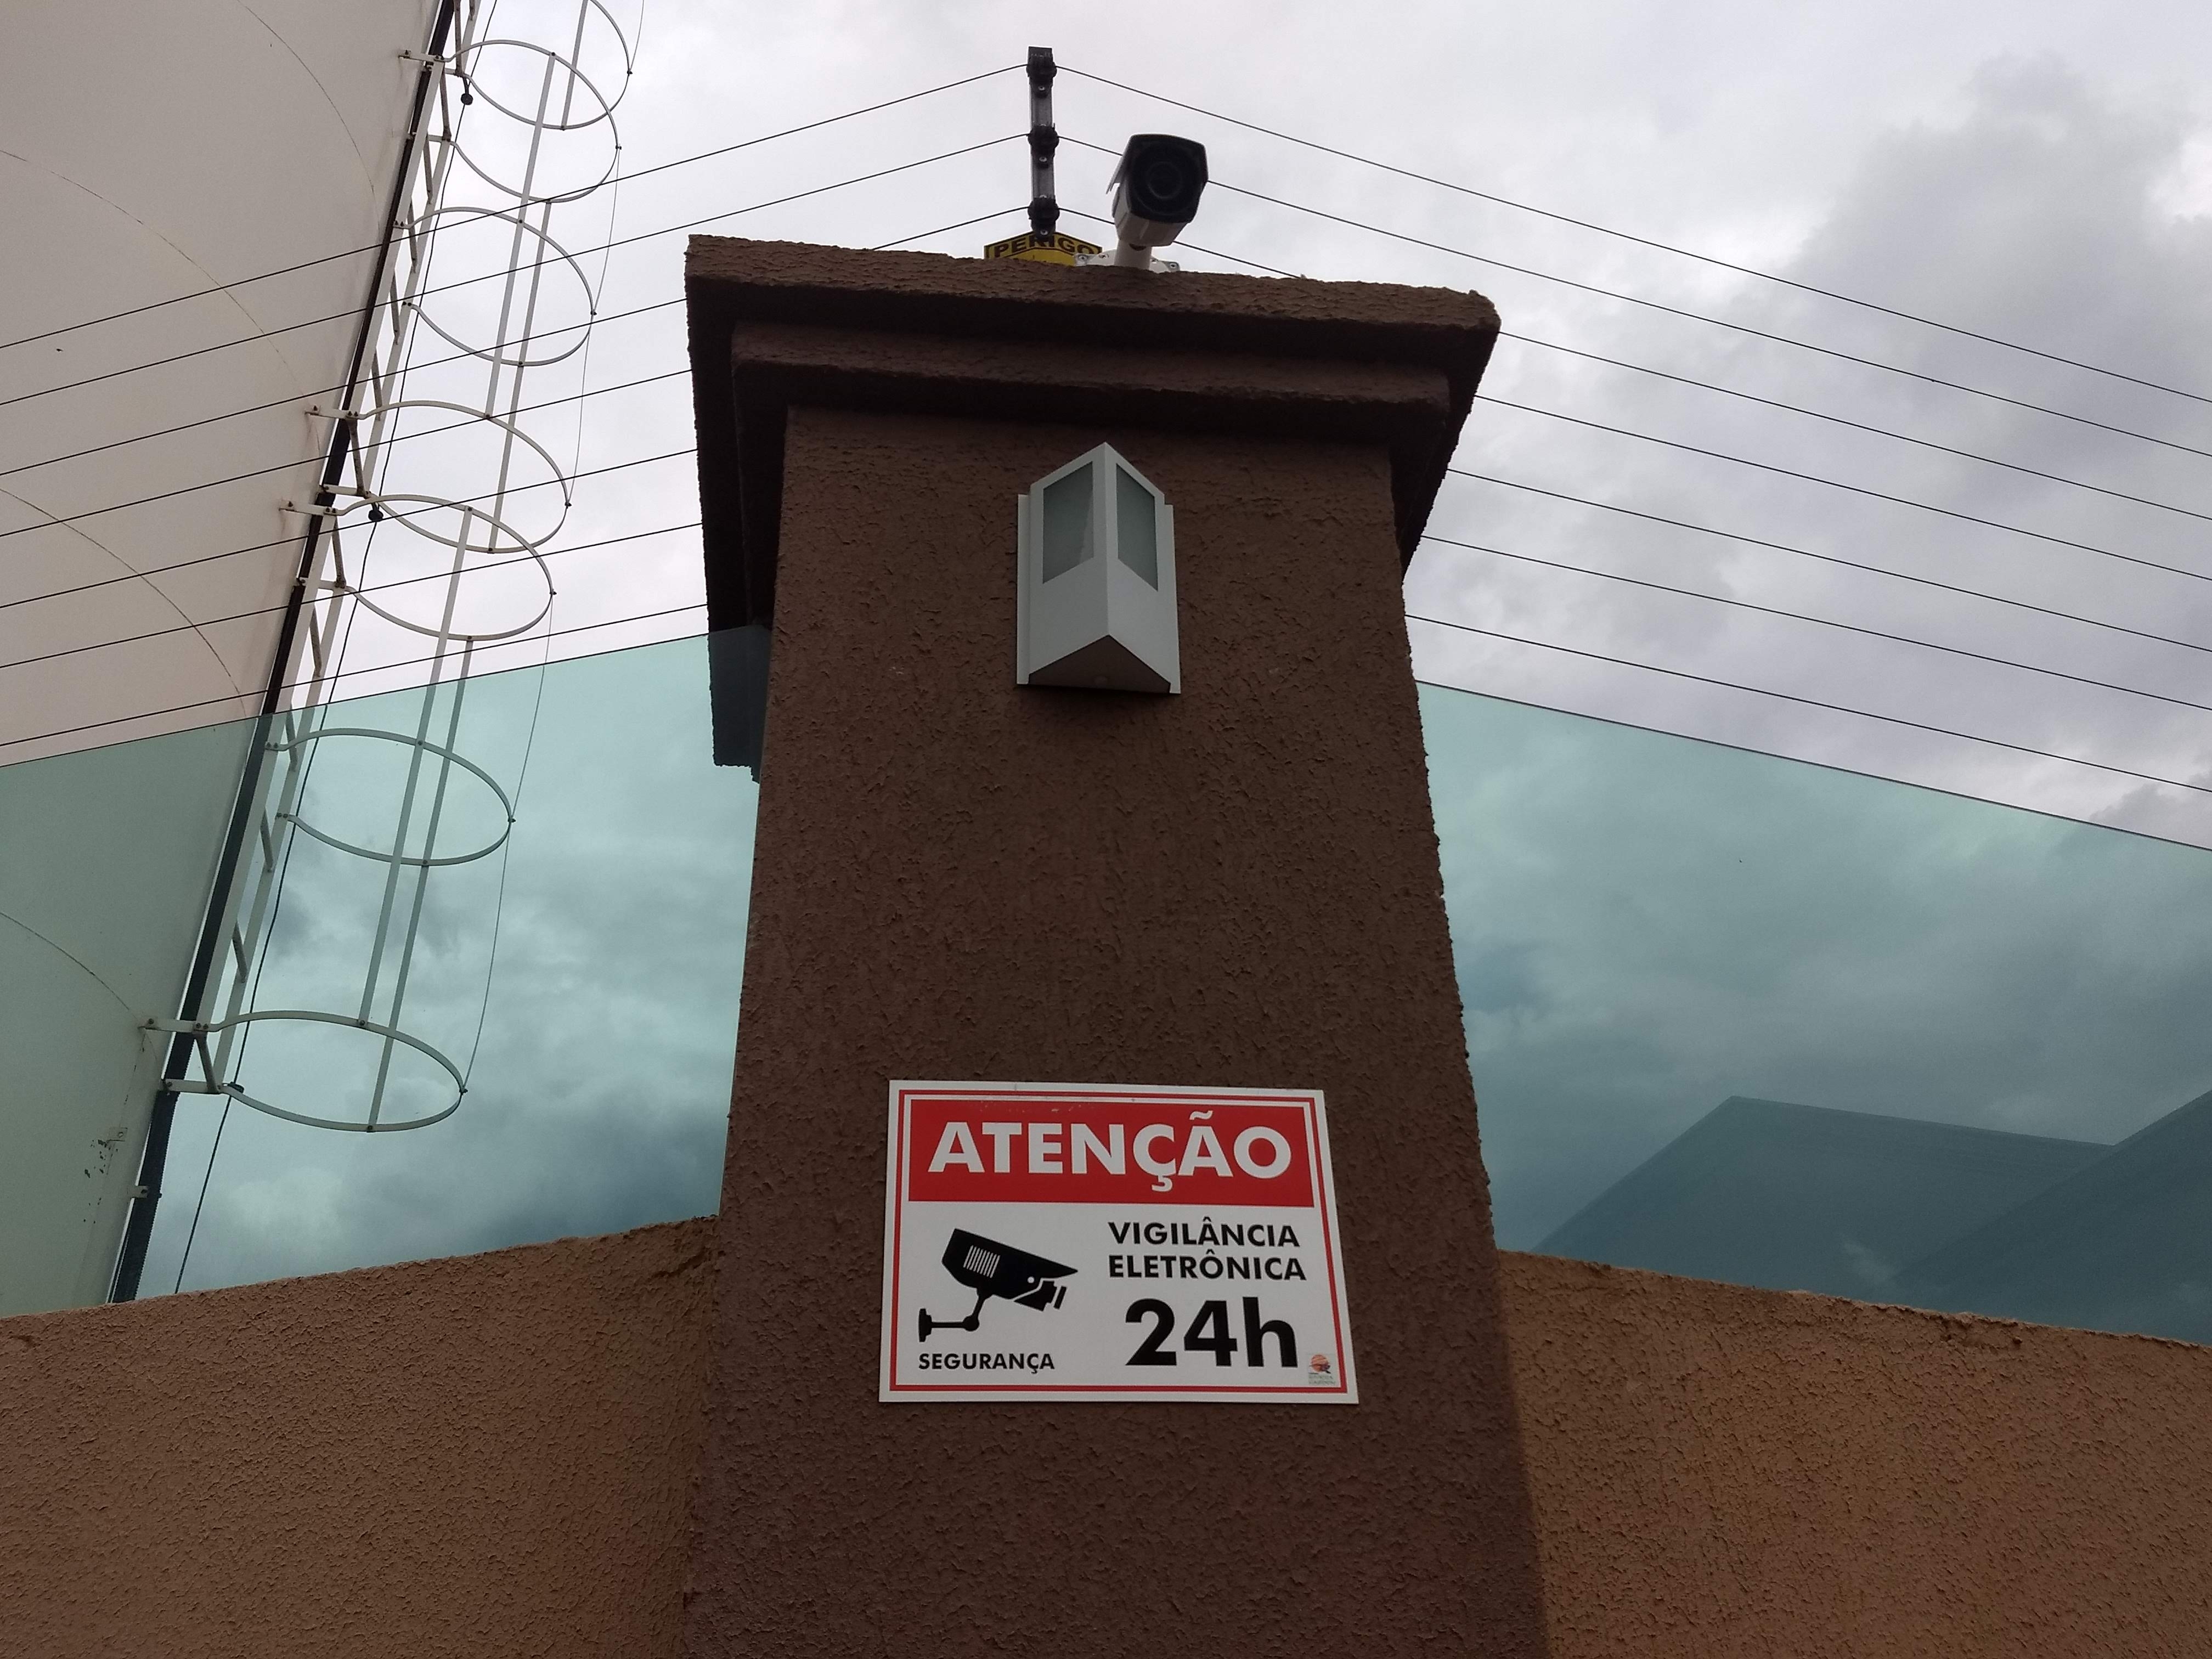 PERIGO
ATENÇÃO
VIGILÂNCIA
ELETRÔNICA
24h
SEGURANÇA